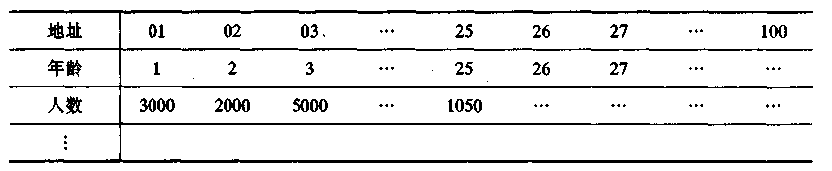 地址 01 02 03 … 25 26 27 … 100
年龄 1 2 3 … 25 26 27 … …
人数 3000 2000 5000 … 1050 … … … …
⋮